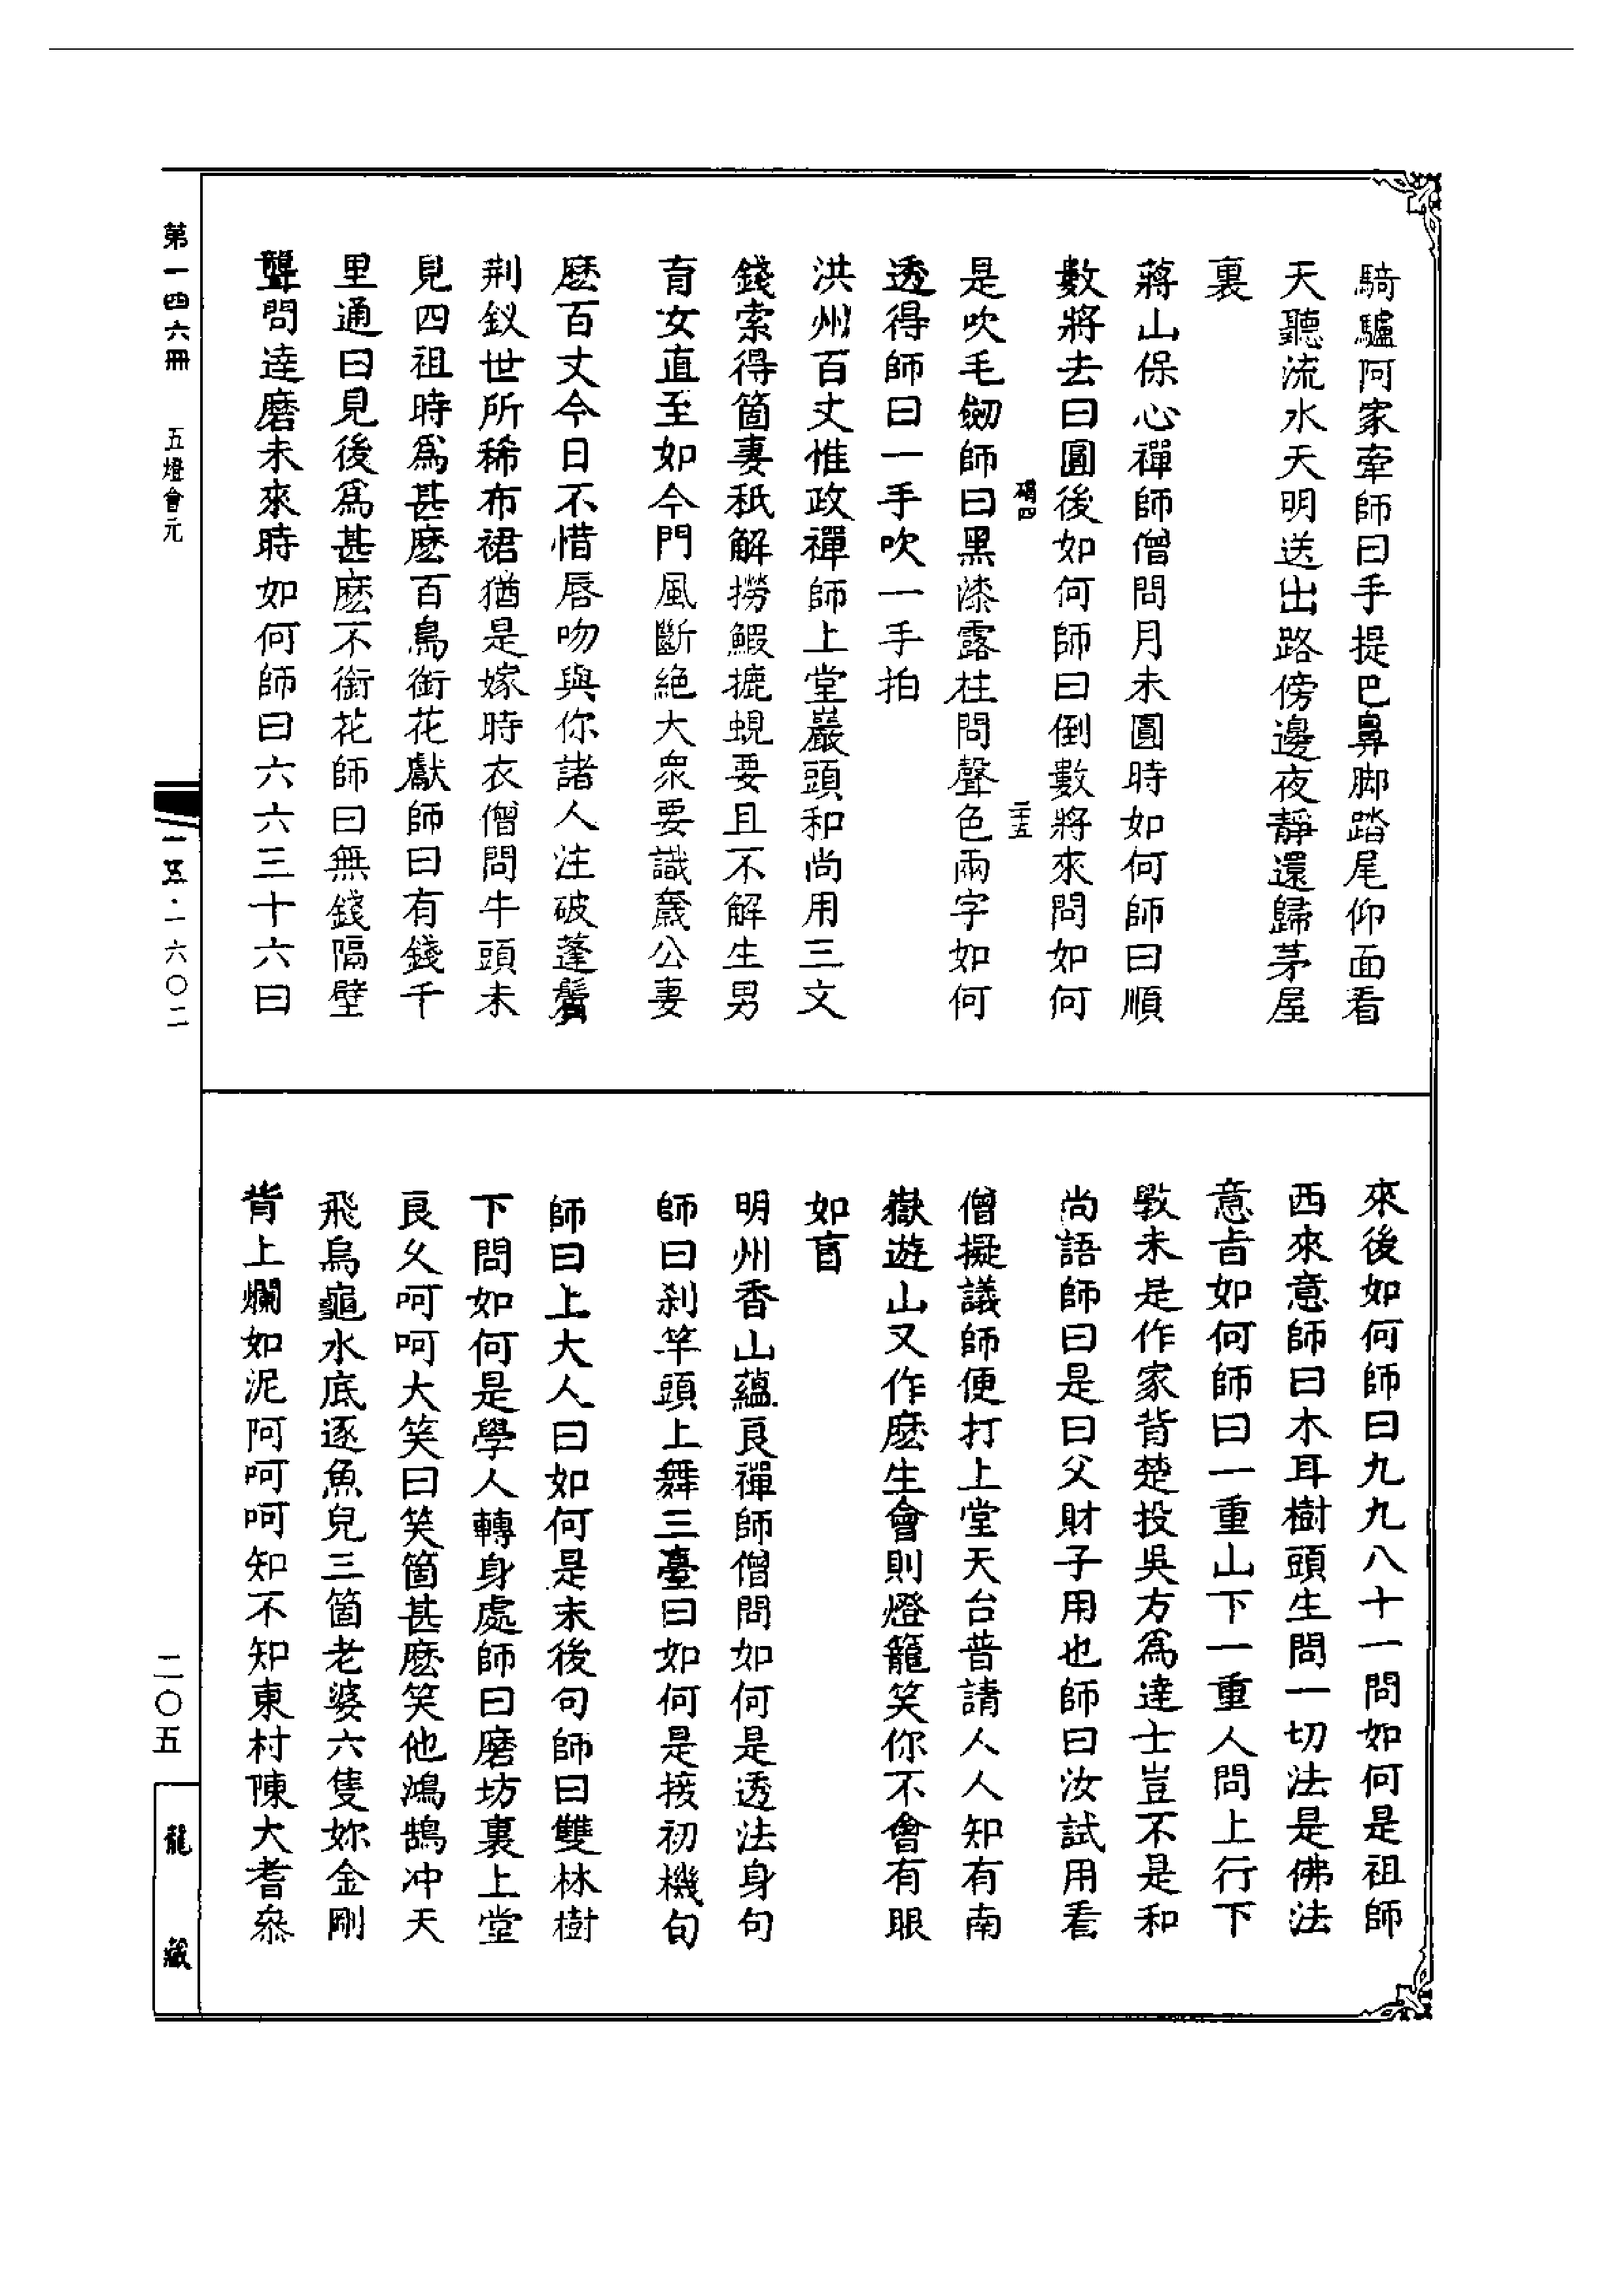 騎驢阿家牽師曰手提巴鼻脚踏尾仰面看
天聽流水天明送出路傍邊夜靜還歸茅屋
裏
蔣山保心禪師僧問月未圓時如何師曰順
數將去曰圓後如何師曰倒數將來問如何
碣四 三十五
是吹毛劒師曰黑漆露柱問聲色兩字如何
透得師曰一手吹一手拍
洪州百丈惟政禪師上堂巖頭和尚用三文
錢索得箇妻秖解撈鰕摝蜆要且不解生男
育女直至如今門風斷絶大衆要識奯公妻
麽百丈今日不惜唇吻與你諸人注破蓬鬢
荆釵世所稀布裙猶是嫁時衣僧問牛頭未
見四祖時爲甚麽百鳥銜花獻師曰有錢千
里通曰見後爲甚麽不銜花師曰無錢隔壁
聾問達磨未來時如何師曰六六三十六曰
來後如何師曰九九八十一問如何是祖師
西來意師曰木耳樹頭生問一切法是佛法
意旨如何師曰一重山下一重人問上行下
斆未是作家背楚投吳方爲達士豈不是和
尚語師曰是曰父財子用也師曰汝試用看
僧擬議師便打上堂天台普請人人知有南
嶽遊山又作麽生會則燈籠笑你不會有眼
如盲
明州香山蘊良禪師僧問如何是透法身句
師曰刹竿頭上舞三臺曰如何是接初機句
師曰上大人曰如何是末後句師曰雙林樹
下問如何是學人轉身處師曰磨坊裏上堂
良久呵呵大笑曰笑箇甚麽笑他鴻鵠冲天
飛烏龜水底逐魚兒三箇老婆六隻妳金剛
背上爛如泥阿呵呵知不知東村陳大耆叅
第一四六冊 五燈會元
一五五·一六〇二
二〇五
龍藏